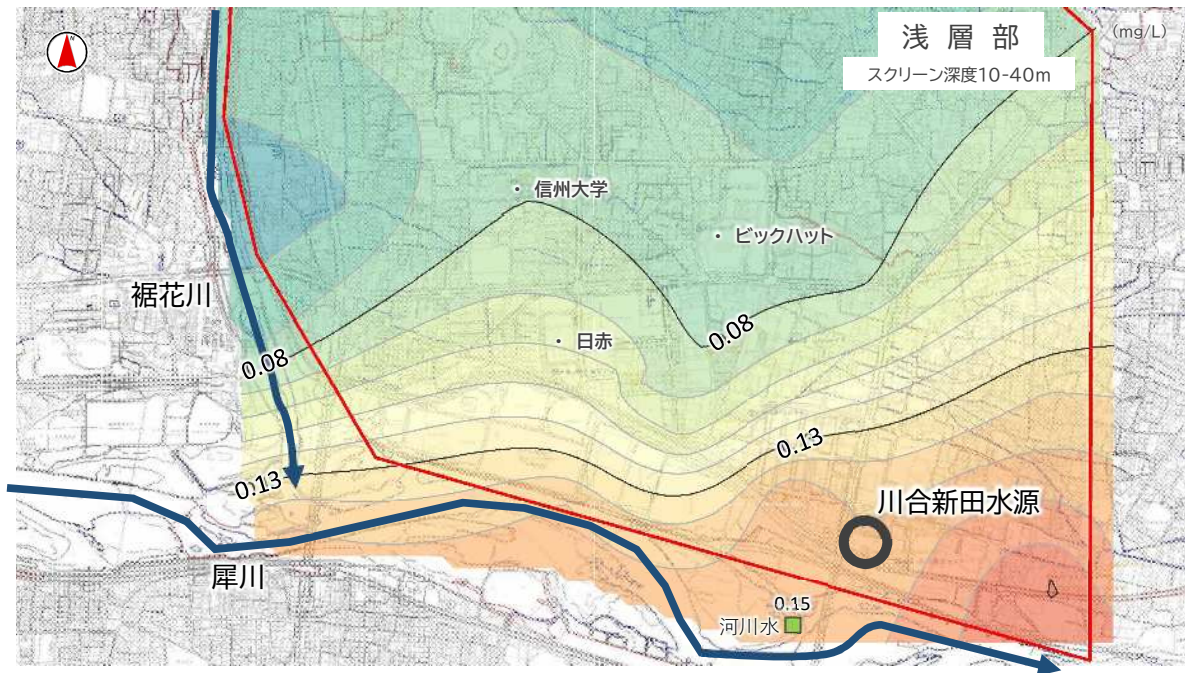 N
浅 層 部
スクリーン深度10-40m
(mg/L)
・ 信州大学
・ ビックハット
裾花川
・ 日赤
0.08
0.08
0.13
0.13
川合新田水源
犀川
0.15
河川水